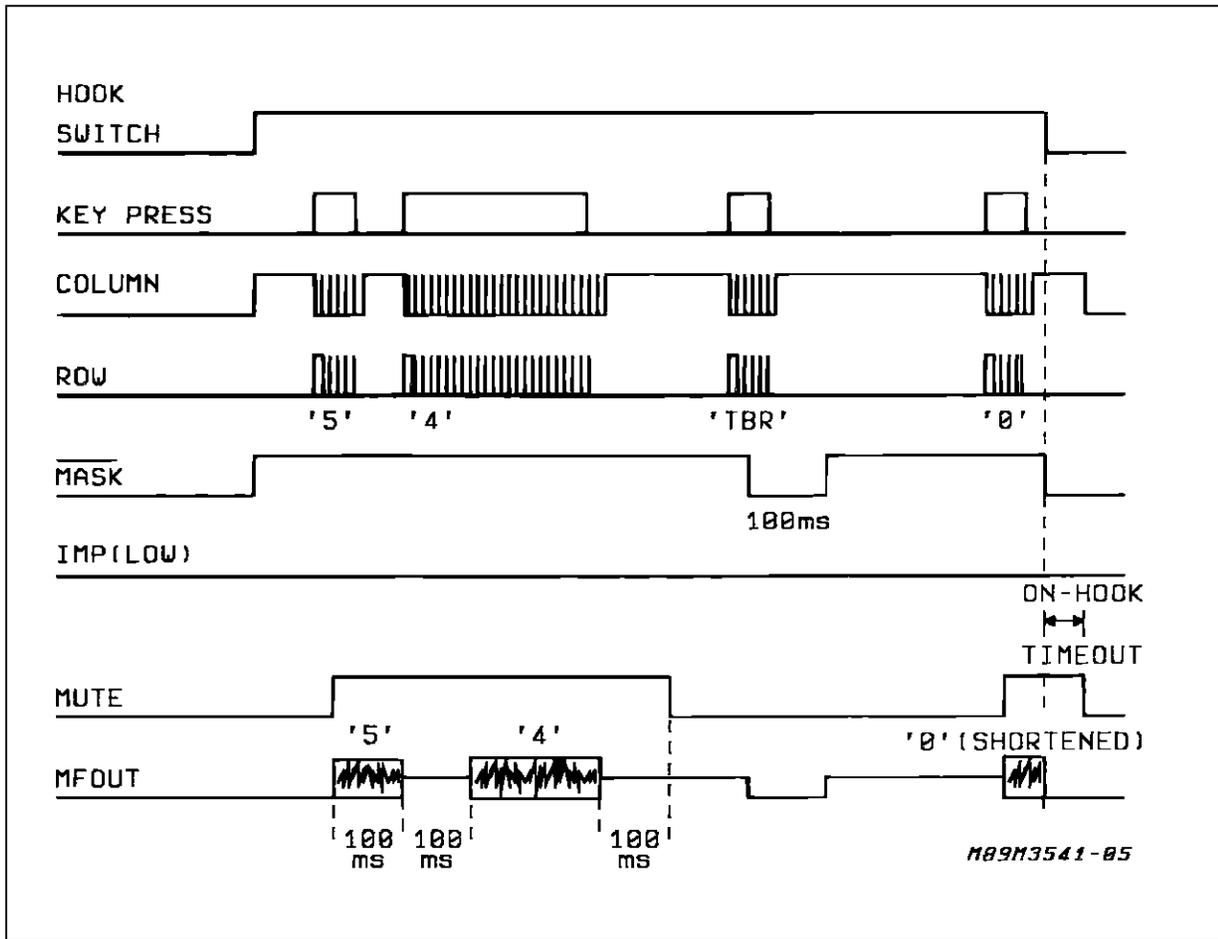 HOOK
SWITCH
KEY PRESS
COLUMN
ROW
'5' '4' 'TBR' '0'
MASK
100ms
IMP(LOW)
ON-HOOK
TIMEOUT
MUTE
'5' '4' '0'(SHORTENED)
MFOUT
100 100 100
ms ms ms
M89M3541-05